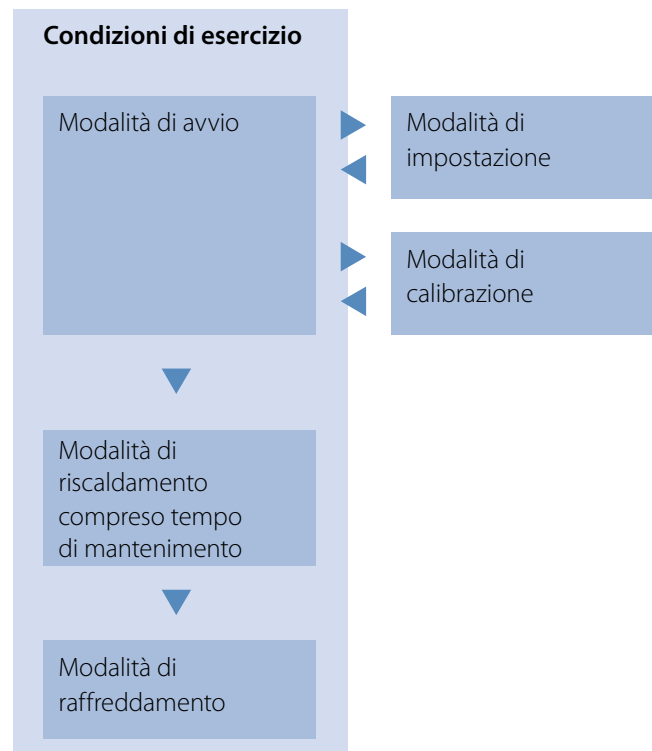 Condizioni di esercizio
Modalità di avvio
Modalità di
impostazione
Modalità di
calibrazione
Modalità di
riscaldamento
compreso tempo
di mantenimento
Modalità di
raffreddamento